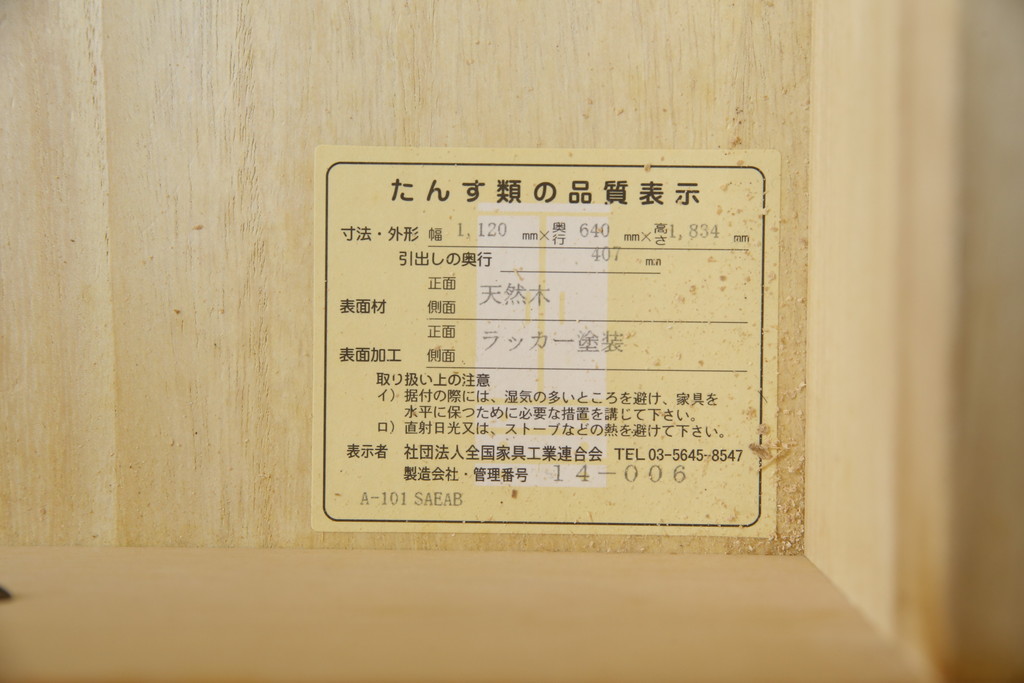 たんす類の品質表示
寸法・外形 幅 1,120 mm×奥行 640 mm×高さ1,834 mm
引出しの奥行 407 mm
表面材 正面 側面 天然木
表面加工 正面 側面 ラッカー塗装
取り扱い上の注意
イ）据付の際には、湿気の多いところを避け、家具を
水平に保つために必要な措置を講じて下さい。
ロ）直射日光又は、ストーブなどの熱を避けて下さい。
表示者 社団法人全国家具工業連合会 TEL 03-5645-8547
製造会社・管理番号 14-006
A-101 SAEAB